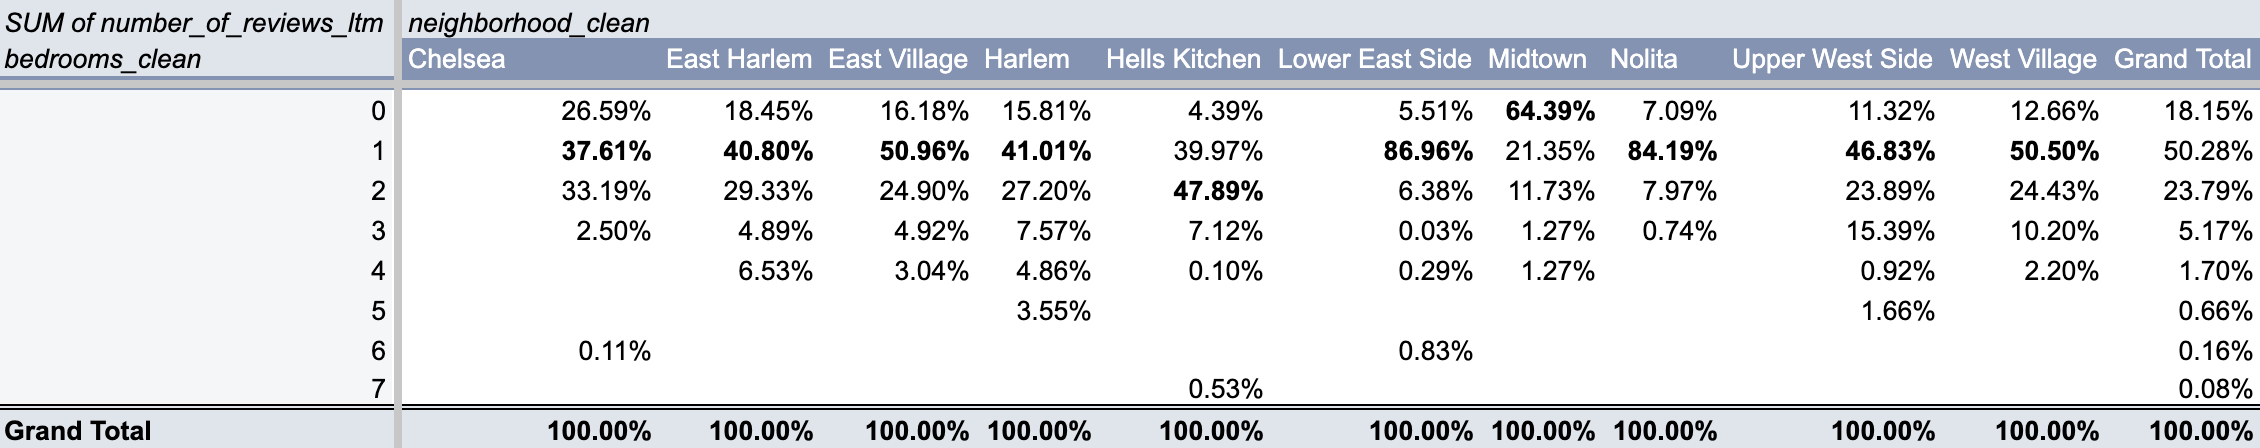 SUM of number_of_reviews_ltm neighborhood_clean
bedrooms_clean Chelsea East Harlem East Village Harlem Hells Kitchen Lower East Side Midtown Nolita Upper West Side West Village Grand Total
0 26.59% 18.45% 16.18% 15.81% 4.39% 5.51% 64.39% 7.09% 11.32% 12.66% 18.15%
1 37.61% 40.80% 50.96% 41.01% 39.97% 86.96% 21.35% 84.19% 46.83% 50.50% 50.28%
2 33.19% 29.33% 24.90% 27.20% 47.89% 6.38% 11.73% 7.97% 23.89% 24.43% 23.79%
3 2.50% 4.89% 4.92% 7.57% 7.12% 0.03% 1.27% 0.74% 15.39% 10.20% 5.17%
4 6.53% 3.04% 4.86% 0.10% 0.29% 1.27% 0.92% 2.20% 1.70%
5 3.55% 1.66% 0.66%
6 0.11% 0.83% 0.16%
7 0.53% 0.08%
Grand Total 100.00% 100.00% 100.00% 100.00% 100.00% 100.00% 100.00% 100.00% 100.00% 100.00% 100.00%